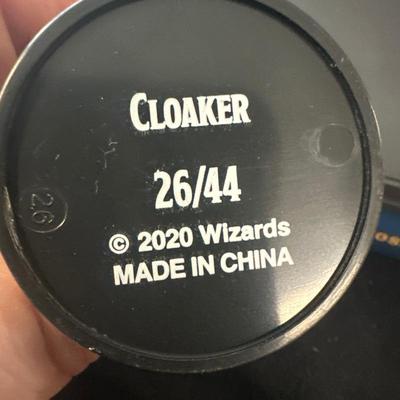 CLOAKER
26/44
© 2020 Wizards
MADE IN CHINA
26